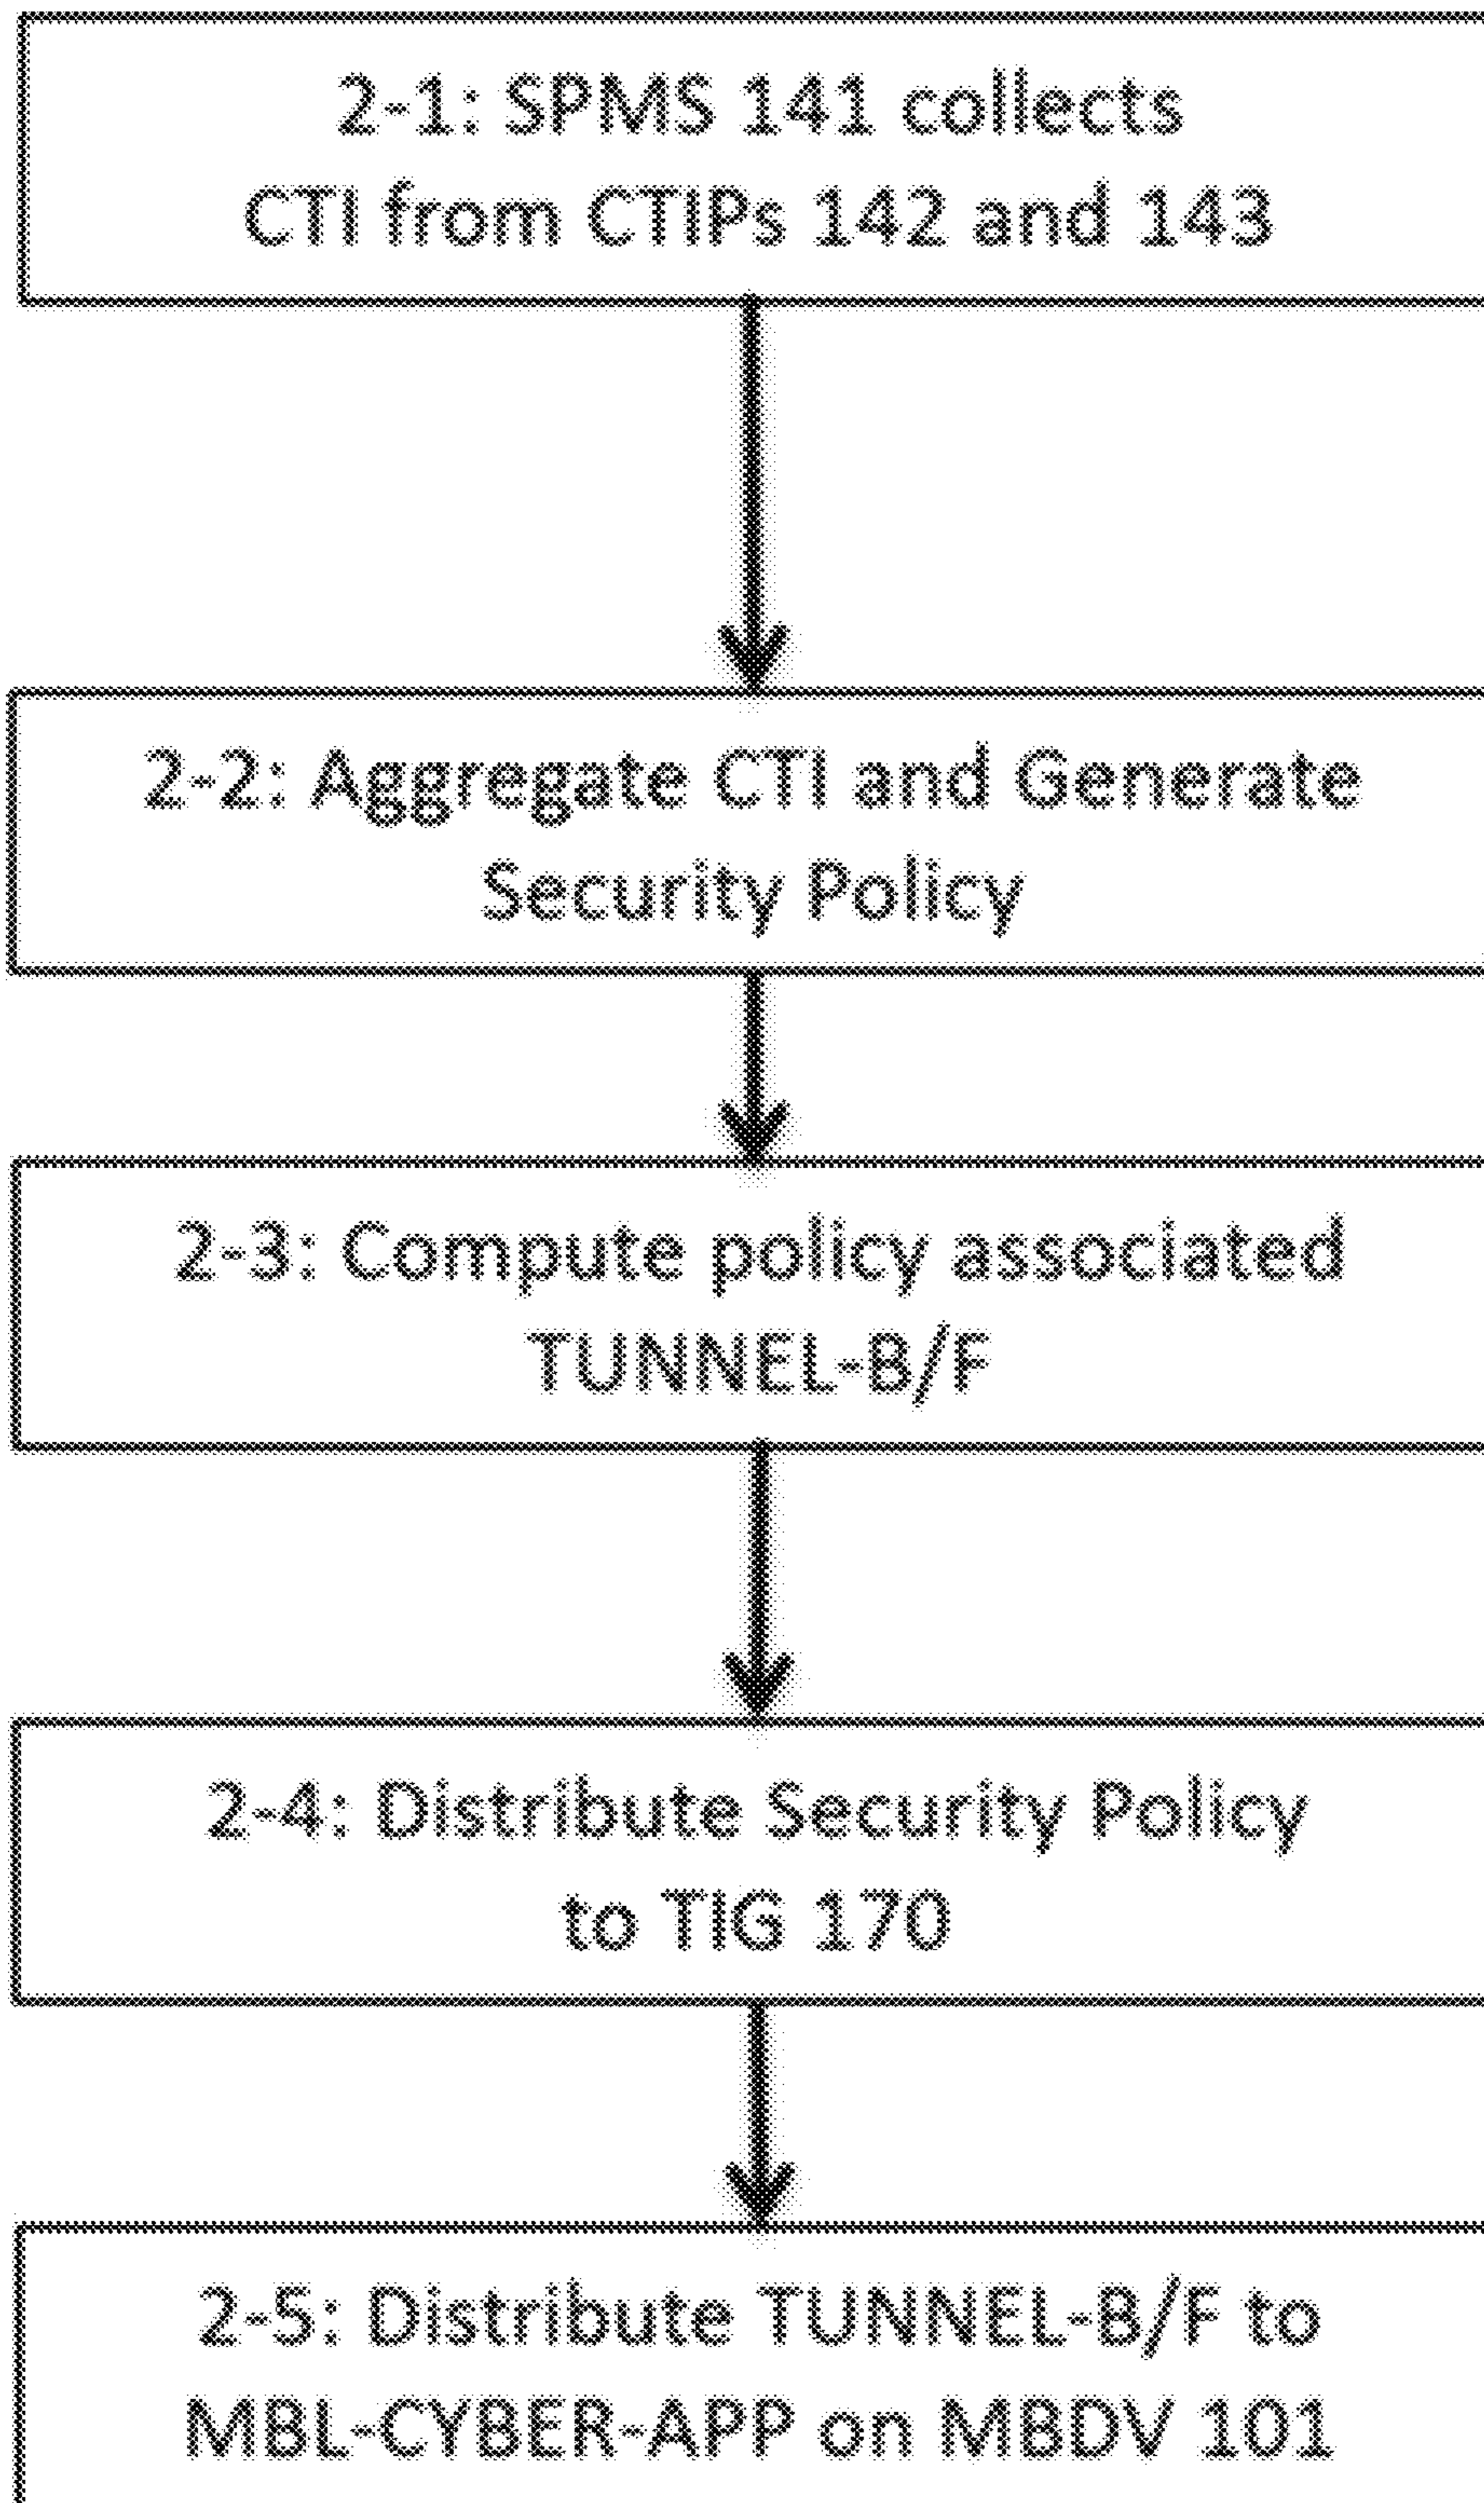 2-1: SPMS 141 collects
CTI from CTIPs 142 and 143
2-2: Aggregate CTI and Generate
Security Policy
2-3: Compute policy associated
TUNNEL-B/F
2-4: Distribute Security Policy
to TIG 170
2-5: Distribute TUNNEL-B/F to
MBL-CYBER-APP on MBDV 101